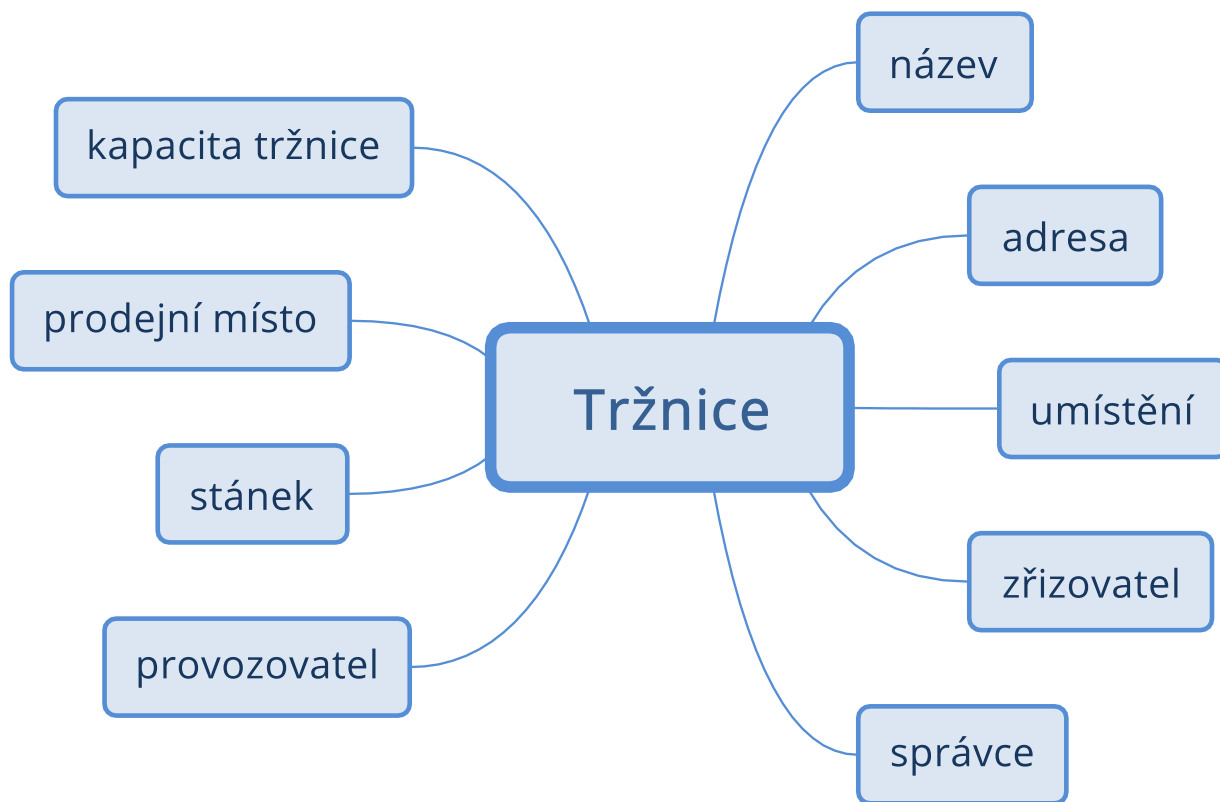 název
kapacita tržnice
adresa
prodejní místo
Tržnice
umístění
stánek
zřizovatel
provozovatel
správce